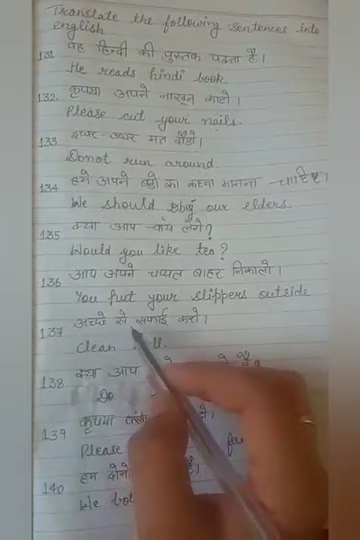 Translate the following sentences into
english
131. वह हिन्दी की पुस्तक पढ़ता है।
He reads hindi book.
132. कृपया अपने नाखून काटो।
Please cut your nails.
133 इधर-उधर मत दौडो।
Donot run around.
134 हमें अपने बड़ो का कहना मानना चाहिए।
We should obey our elders.
135 क्या आप चाय लेंगे?
Would you like tea?
136 आप अपने चप्पल बाहर निकालो।
You put your slippers outside
137 अच्छे से सफाई करो।
Clean
138 क्या आप
Do
139 कृपया
Please
140 हम दोनों
We